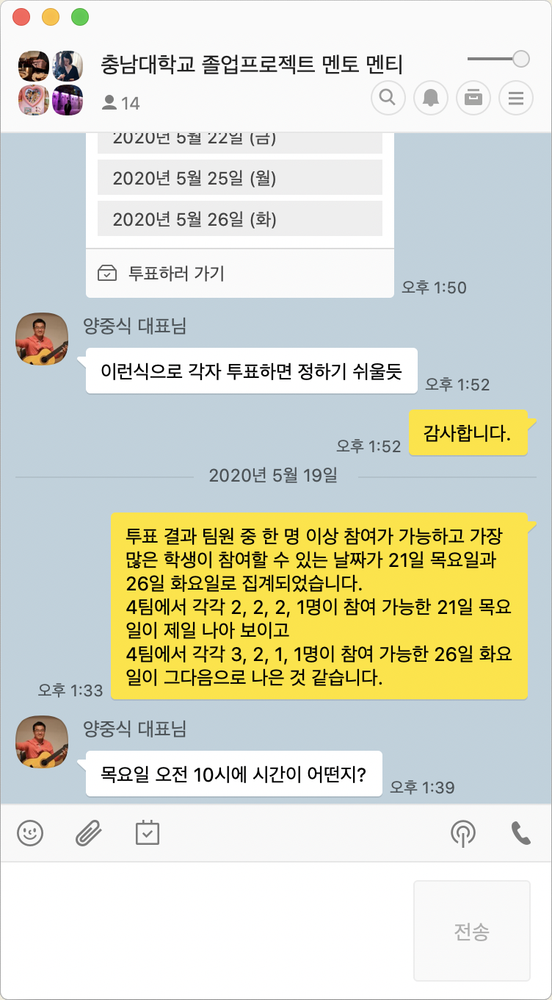 충남대학교 졸업프로젝트 멘토 멘티
14
2020년 5월 22일 (금)
2020년 5월 25일 (월)
2020년 5월 26일 (화)
투표하러 가기
오후 1:50
양중식 대표님
이런식으로 각자 투표하면 정하기 쉬울듯
오후 1:52
감사합니다.
오후 1:52
2020년 5월 19일
투표 결과 팀원 중 한 명 이상 참여가 가능하고 가장
많은 학생이 참여할 수 있는 날짜가 21일 목요일과
26일 화요일로 집계되었습니다.
4팀에서 각각 2, 2, 2, 1명이 참여 가능한 21일 목요
일이 제일 나아 보이고
4팀에서 각각 3, 2, 1, 1명이 참여 가능한 26일 화요
일이 그다음으로 나은 것 같습니다.
오후 1:33
양중식 대표님
목요일 오전 10시에 시간이 어떤지?
오후 1:39
전송